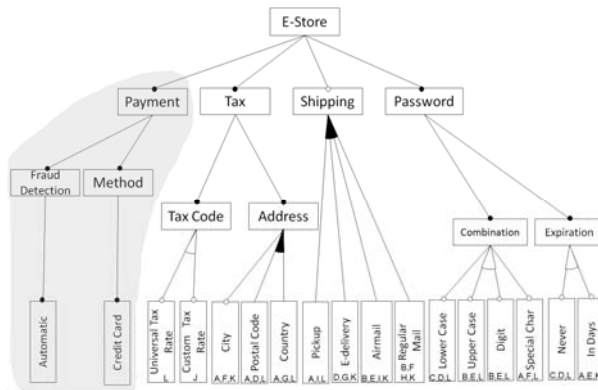 E-Store
Payment
Tax
Shipping
Password
Fraud
Detection
Method
Tax Code
Address
Combination
Expiration
Automatic
Credit Card
Universal Tax
Rate
L
Custom Tax
Rate
J
City
A,F,K
Postal Code
A,D,L
Country
A,G,L
Pickup
A,I,L
E-delivery
D,G,K
Airmail
B,E,I,K
Regular
Mail
B,F
H,K
Lower Case
C,D,L
Upper Case
B,E,L
Digit
B,E,L
Special Char
A,F,L
Never
C,D,L
In Days
A,E,K